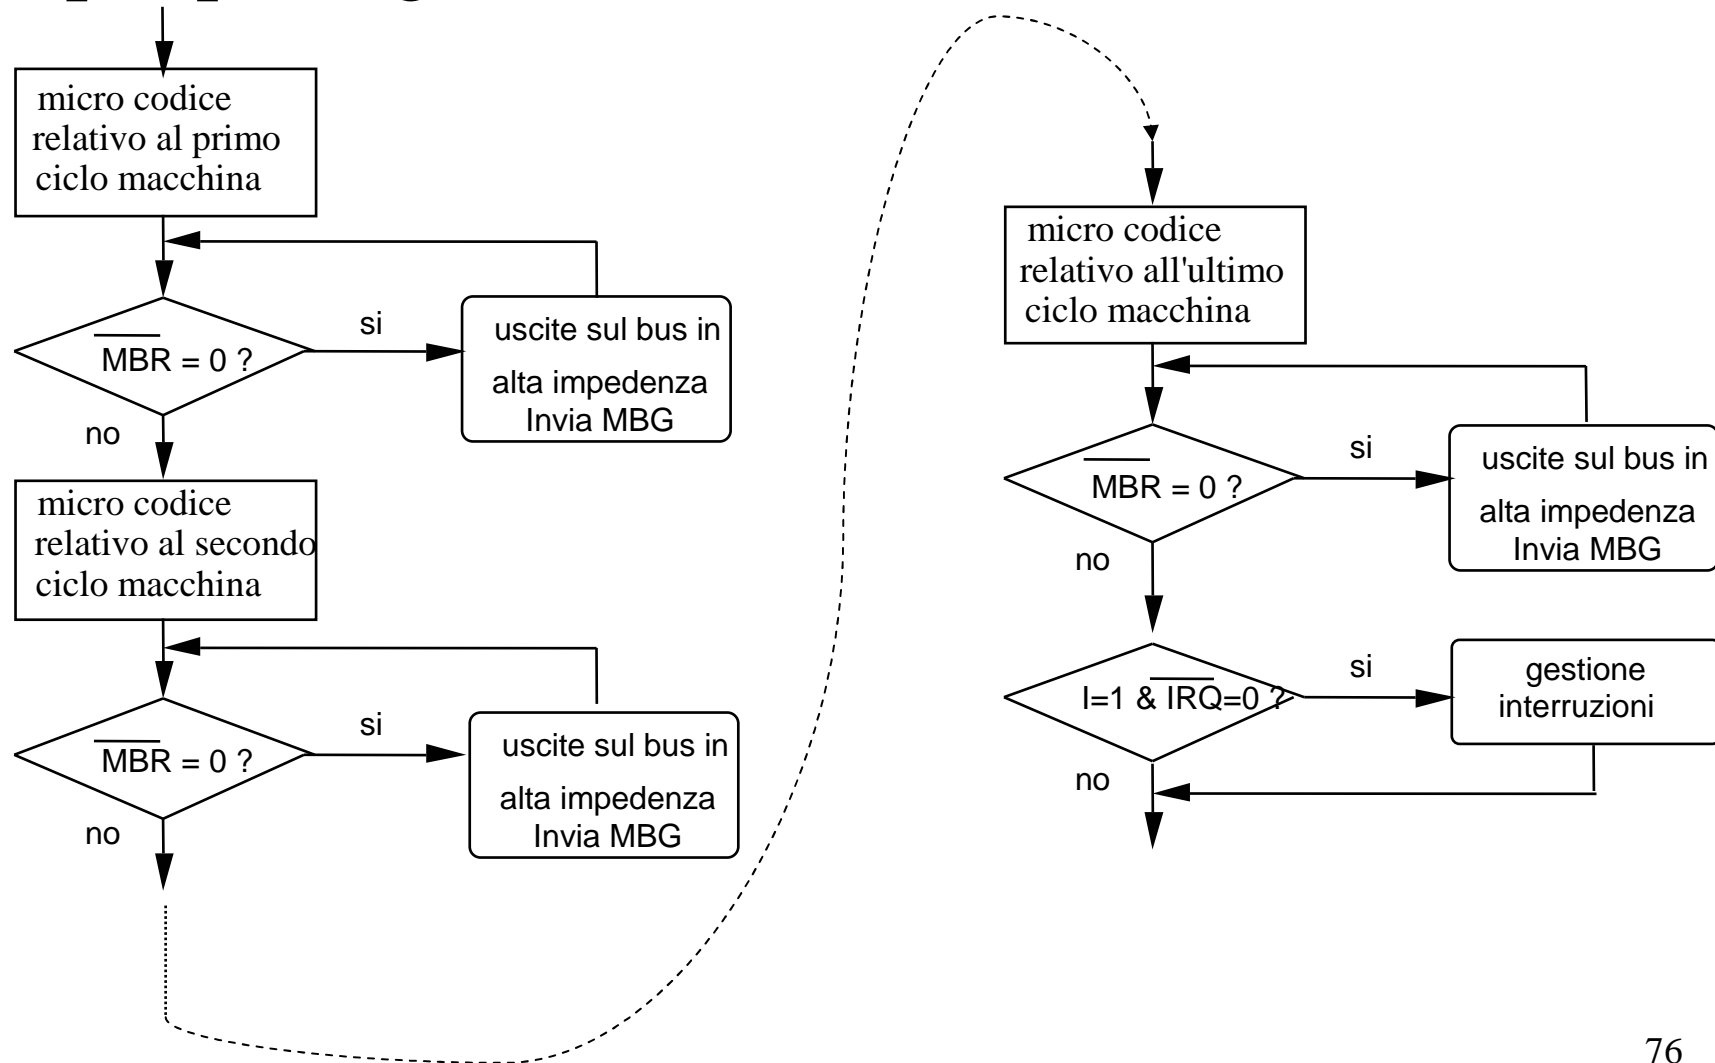 micro codice
relativo al primo
ciclo macchina
MBR = 0 ?
si
uscite sul bus in
alta impedenza
Invia MBG
no
micro codice
relativo al secondo
ciclo macchina
MBR = 0 ?
si
uscite sul bus in
alta impedenza
Invia MBG
no
micro codice
relativo all'ultimo
ciclo macchina
MBR = 0 ?
si
uscite sul bus in
alta impedenza
Invia MBG
no
I=1 & IRQ=0 ?
si
gestione
interruzioni
no
76